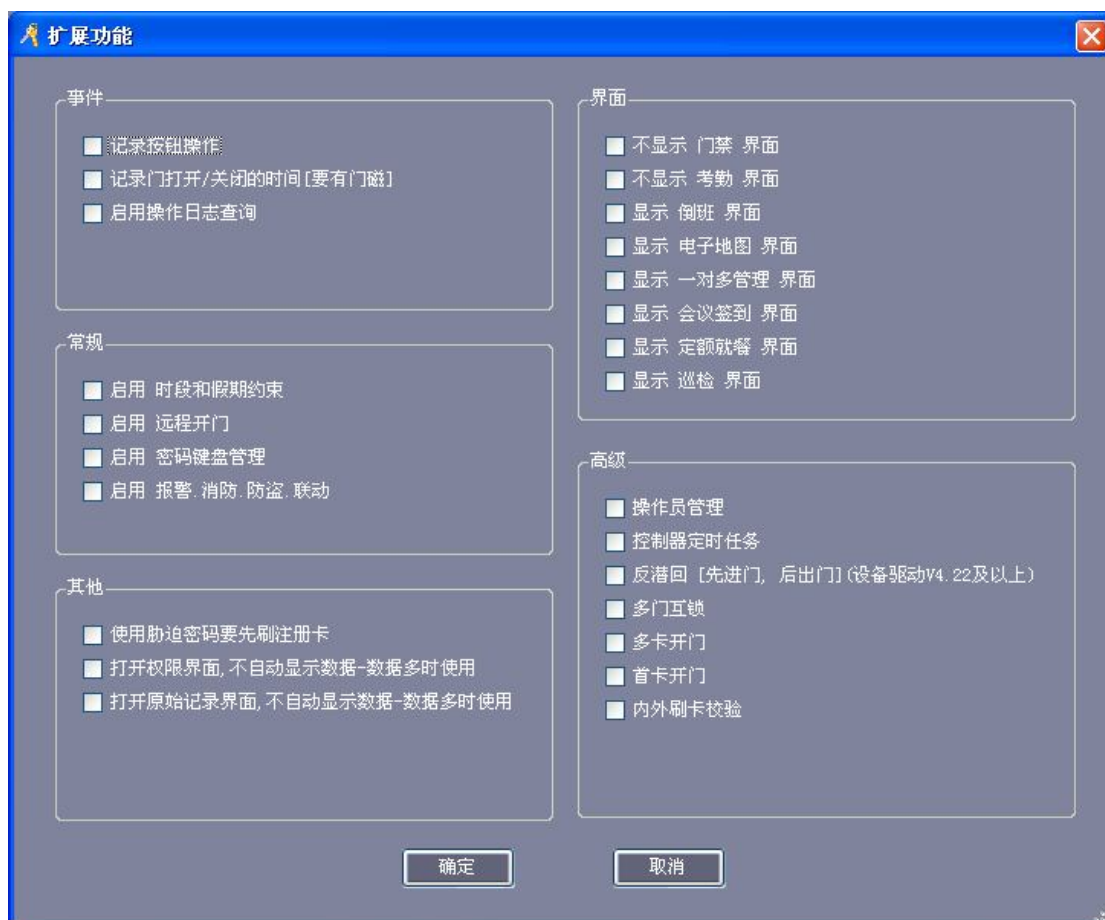 扩展功能
事件
记录按钮操作
记录门打开/关闭的时间[要有门磁]
启用操作日志查询
常规
启用 时段和假期约束
启用 远程开门
启用 密码键盘管理
启用 报警.消防.防盗.联动
其他
使用胁迫密码要先刷注册卡
打开权限界面,不自动显示数据-数据多时使用
打开原始记录界面,不自动显示数据-数据多时使用
界面
不显示 门禁 界面
不显示 考勤 界面
显示 倒班 界面
显示 电子地图 界面
显示 一对多管理 界面
显示 会议签到 界面
显示 定额就餐 界面
显示 巡检 界面
高级
操作员管理
控制器定时任务
反潜回 [先进门, 后出门](设备驱动V4.22及以上)
多门互锁
多卡开门
首卡开门
内外刷卡校验
确定
取消